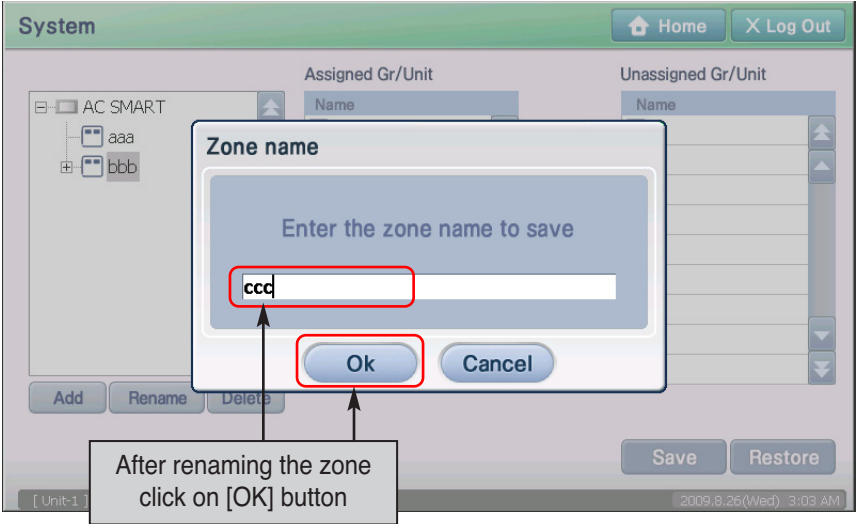 System
Home
X Log Out
Assigned Gr/Unit
Unassigned Gr/Unit
AC SMART
Name
Name
aaa
bbb
Zone name
Enter the zone name to save
ccc
Ok
Cancel
Add
Rename
Delete
After renaming the zone
click on [OK] button
Save
Restore
[ Unit-1 ]
2009.8.26(Wed) 3:03 AM